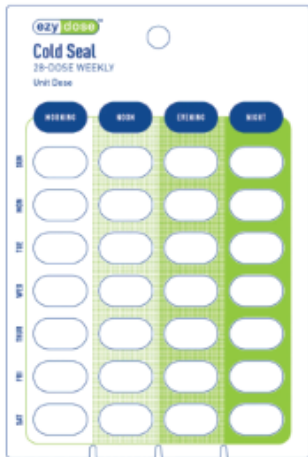 ezy dose™
Cold Seal
28-DOSE WEEKLY
Unit Dose
MORNING NOON EVENING NIGHT
SUN
MON
TUE
WED
THUR
FRI
SAT